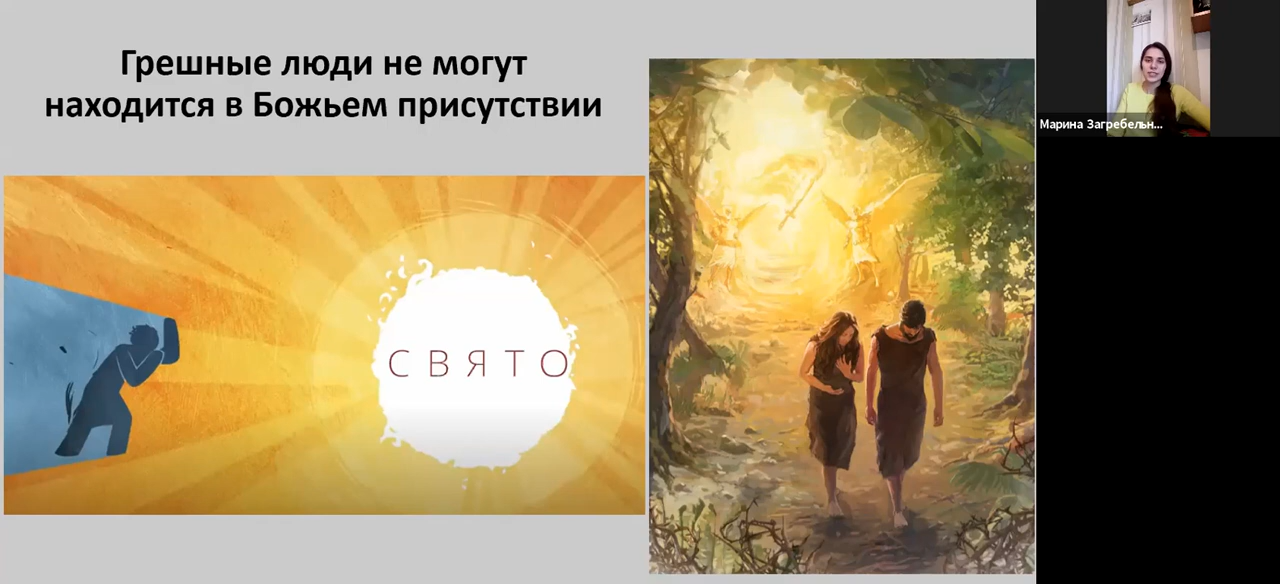 Грешные люди не могут
находится в Божьем присутствии
СВЯТО
Марина Загребельн...